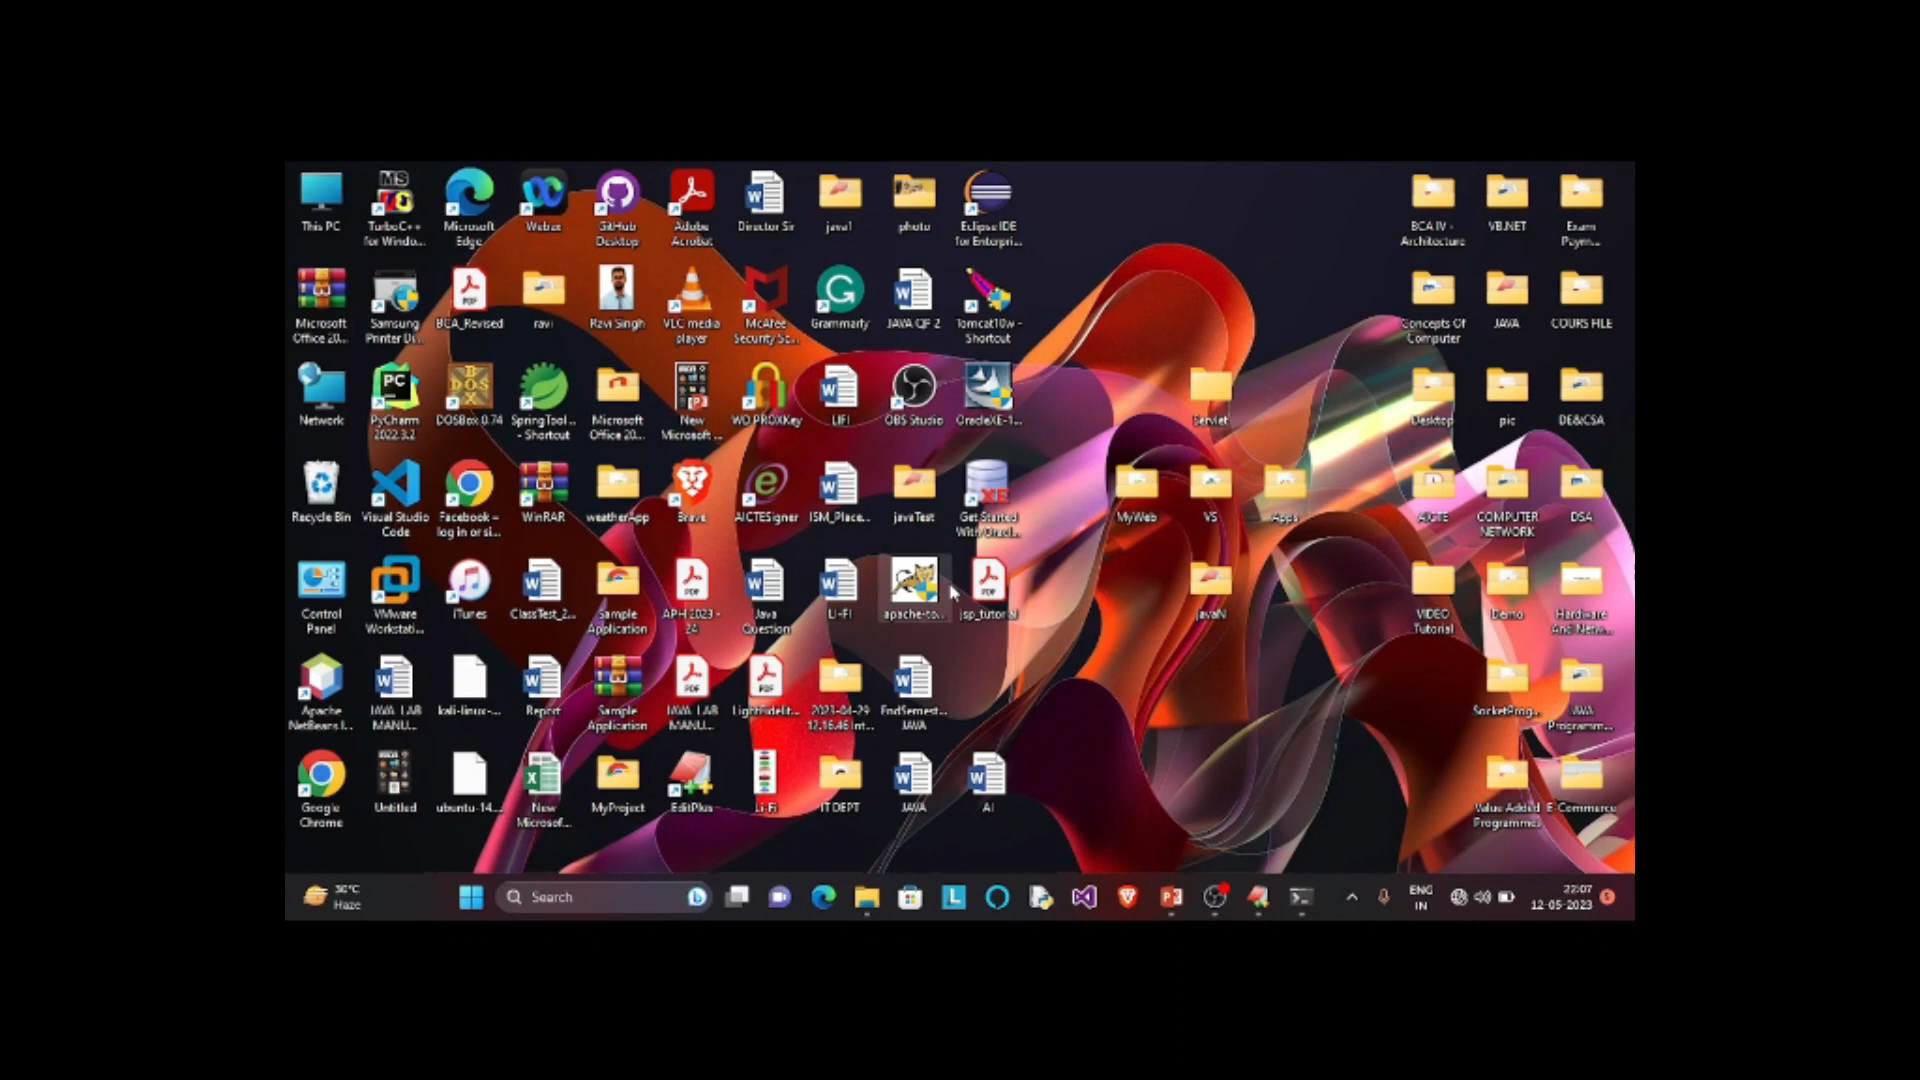 This PC
TurboC++
for Windo...
Microsoft
Edge
Webex
GitHub
Desktop
Adobe
Acrobat
Director Sir
java1
photo
Eclipse IDE
for Enterpri...
BCA IV -
Architecture
VB.NET
Exam
Paym...
Microsoft
Office 20...
Samsung
Printer Di...
BCA_Revised
ravi
Ravi Singh
VLC media
player
McAfee
Security Sc...
Grammarly
JAVA QP 2
Tomcat10w -
Shortcut
Concepts Of
Computer
JAVA
COURS FILE
Network
PyCharm
2022.3.2
DOSBox 0.74
SpringTool...
- Shortcut
Microsoft
Office 20...
New
Microsoft ...
WD PROXKey
LIFI
OBS Studio
OracleXE-1...
Servlet
Desktop
pic
DE&CSA
Recycle Bin
Visual Studio
Code
Facebook –
log in or si...
WinRAR
weatherApp
Brave
AICTESigner
ISM_Place...
javaTest
Get Started
With Oracl...
MyWeb
VS
Apps
AICTE
COMPUTER
NETWORK
DSA
Control
Panel
VMware
Workstati...
iTunes
ClassTest_2...
Sample
Application
APH 2023 -
24
Java
Question
LI-FI
apache-to...
jsp_tutorial
javaN
VIDEO
Tutorial
Demo
Hardware
And Netw...
Apache
NetBeans I...
JAVA LAB
MANU...
kali-linux-...
Report
Sample
Application
JAVA LAB
MANU...
LightFidelit...
2023-04-29
12.16.46 Int...
EndSemest...
JAVA
SocketProg...
JAVA
Programm...
Google
Chrome
Untitled
ubuntu-14....
New
Microsof...
MyProject
EditPlus
Li-Fi
IT DEPT
JAVA
AI
Value Added
Programmes
E-Commerce
30°C
Haze
Search
ENG
IN
22:07
12-05-2023